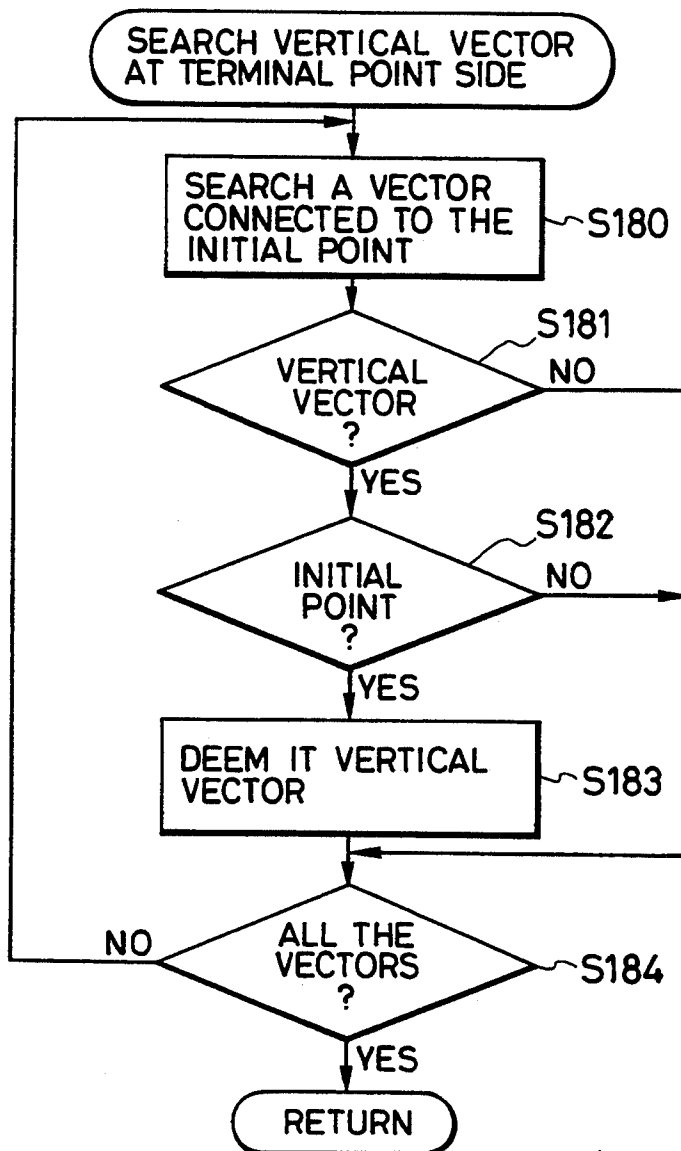 SEARCH VERTICAL VECTOR
AT TERMINAL POINT SIDE
SEARCH A VECTOR
CONNECTED TO THE
INITIAL POINT
S180
S181
VERTICAL
VECTOR
?
NO
YES
S182
INITIAL
POINT
?
NO
YES
DEEM IT VERTICAL
VECTOR
S183
NO
ALL THE
VECTORS
?
S184
YES
RETURN